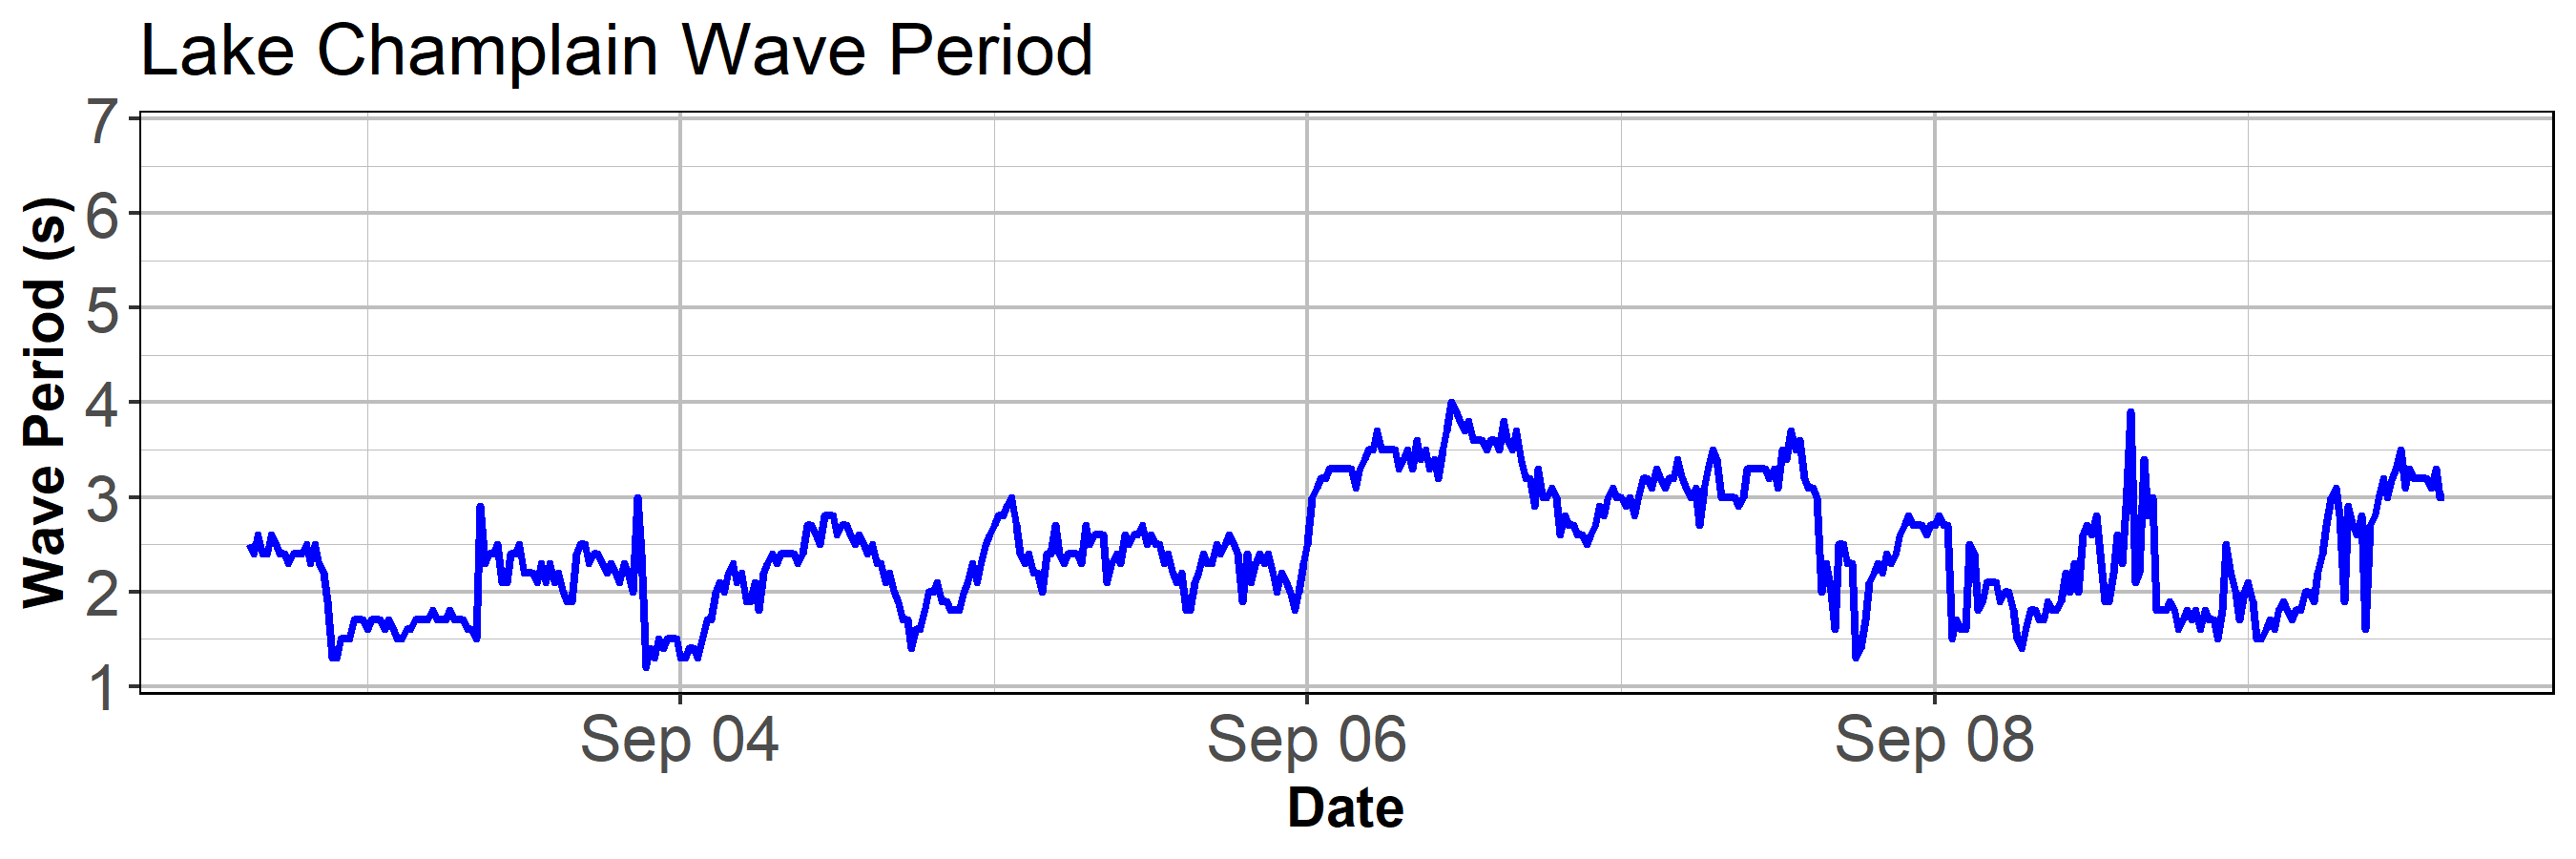 Lake Champlain Wave Period
Wave Period (s)
7
6
5
4
3
2
1
Sep 04
Sep 06
Sep 08
Date